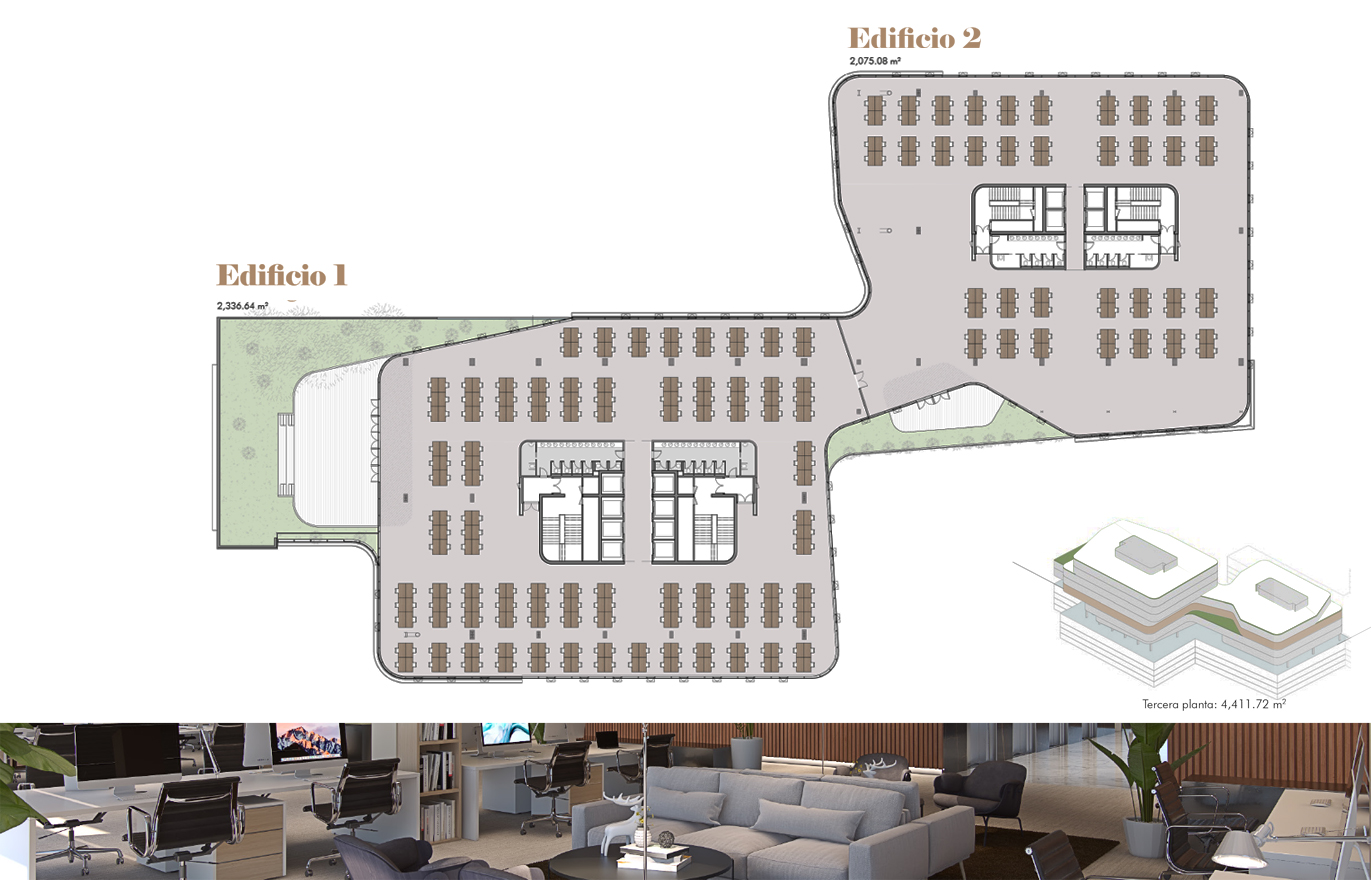 Edificio 2
2,075.08 m²
Edificio 1
2,336.64 m²
Tercera planta: 4,411.72 m²